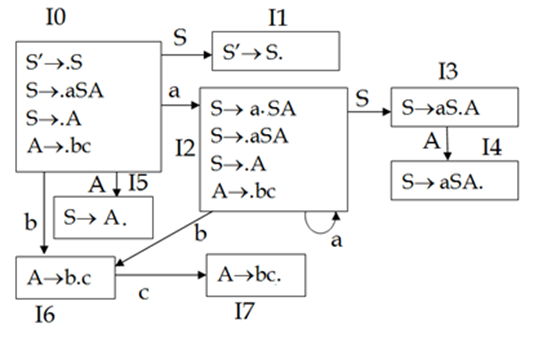 I0
S′→.S
S→.aSA
S→.A
A→.bc
S
I1
S′→ S.
a
I2
S→ a.SA
S→.aSA
S→.A
A→.bc
S
I3
S→aS.A
A
I4
S→ aSA.
A
I5
S→ A.
b
b
a
A→b.c
I6
c
A→bc.
I7